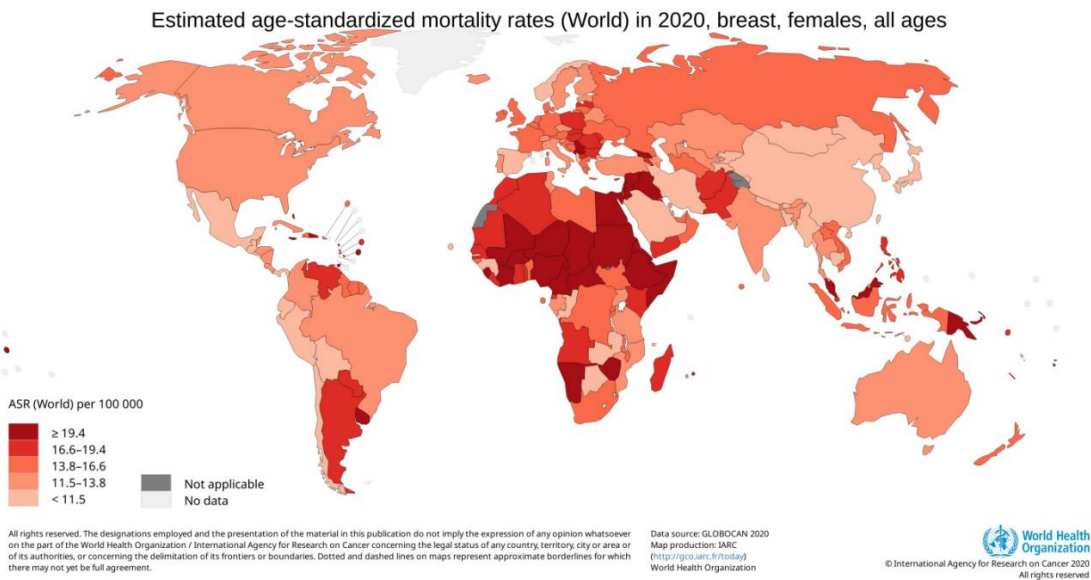 Estimated age-standardized mortality rates (World) in 2020, breast, females, all ages
ASR (World) per 100 000
≥ 19.4
16.6–19.4
13.8–16.6
11.5–13.8
< 11.5
Not applicable
No data
All rights reserved. The designations employed and the presentation of the material in this publication do not imply the expression of any opinion whatsoever
on the part of the World Health Organization / International Agency for Research on Cancer concerning the legal status of any country, territory, city or area or
of its authorities, or concerning the delimitation of its frontiers or boundaries. Dotted and dashed lines on maps represent approximate borderlines for which
there may not yet be full agreement.
Data source: GLOBOCAN 2020
Map production: IARC
(http://gco.iarc.fr/today)
World Health Organization
World Health
Organization
© International Agency for Research on Cancer 2020
All rights reserved